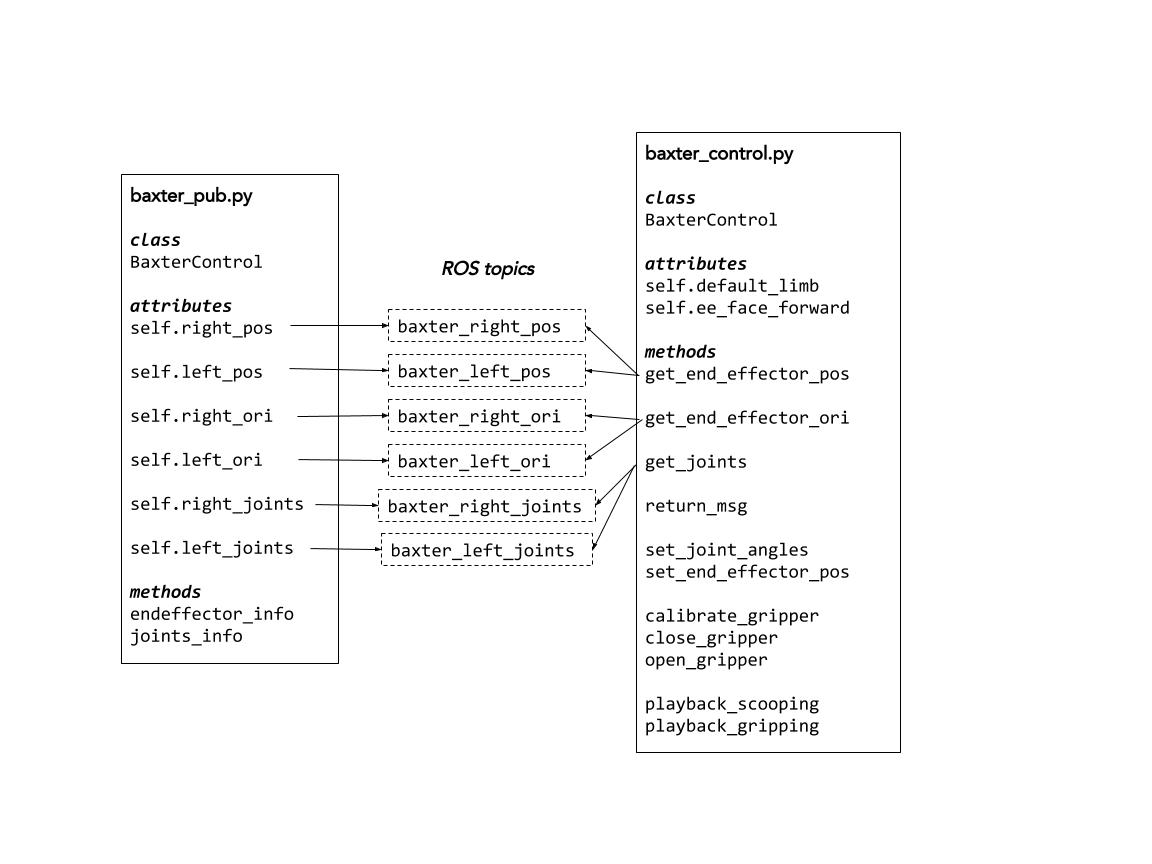 baxter_pub.py
class
BaxterControl
attributes
self.right_pos
self.left_pos
self.right_ori
self.left_ori
self.right_joints
self.left_joints
methods
endeffector_info
joints_info
ROS topics
baxter_right_pos
baxter_left_pos
baxter_right_ori
baxter_left_ori
baxter_right_joints
baxter_left_joints
baxter_control.py
class
BaxterControl
attributes
self.default_limb
self.ee_face_forward
methods
get_end_effector_pos
get_end_effector_ori
get_joints
return_msg
set_joint_angles
set_end_effector_pos
calibrate_gripper
close_gripper
open_gripper
playback_scooping
playback_gripping